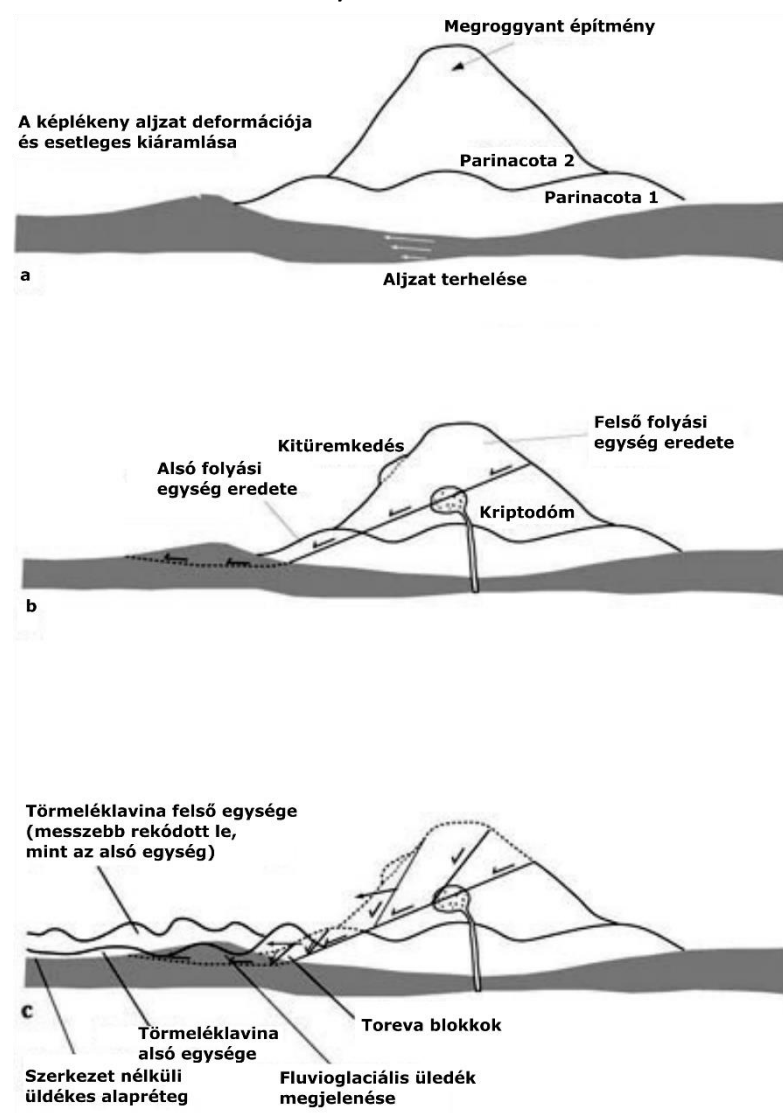 Megroggyant építmény
A képlékeny aljzat deformációja
és esetleges kiáramlása
Parinacota 2
Parinacota 1
a
Aljzat terhelése
Kitüremkedés
Felső folyási
egység eredete
Alsó folyási
egység eredete
Kriptodóm
b
Törmeléklavina felső egysége
(messzebb rekódott le,
mint az alsó egység)
c
Toreva blokkok
Törmeléklavina
alsó egysége
Szerkezet nélküli
üldékes alapréteg
Fluvioglaciális üledék
megjelenése